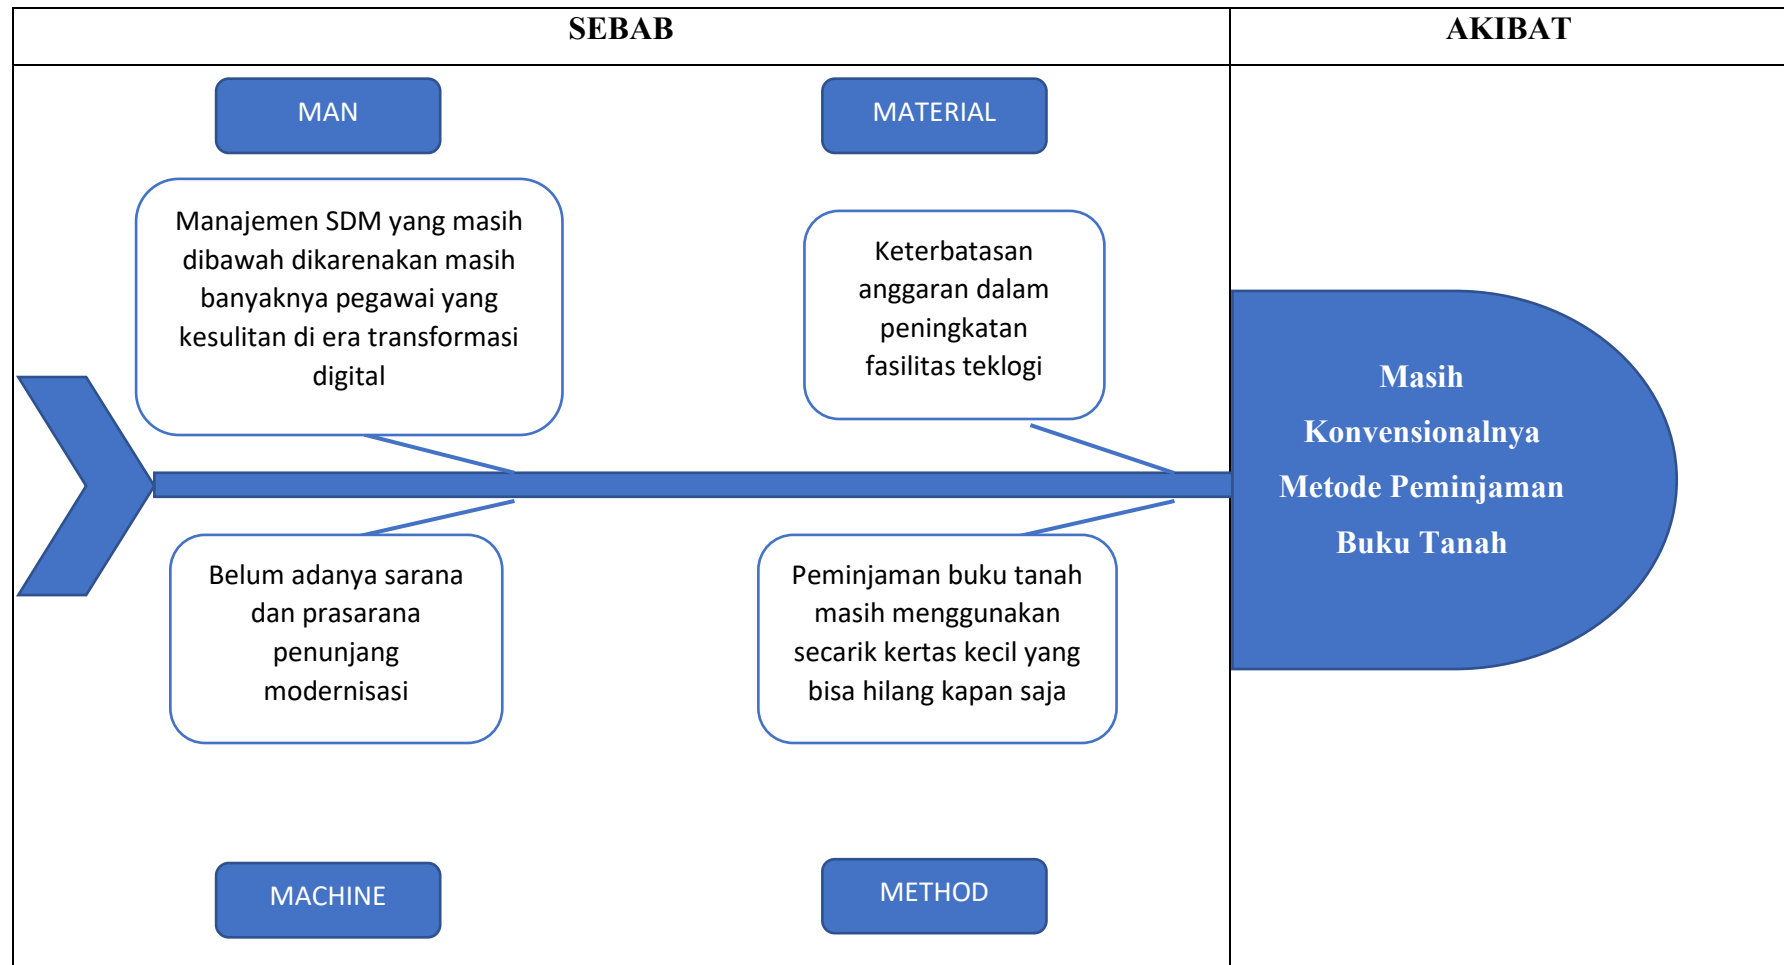 SEBAB
AKIBAT
MAN
MATERIAL
Manajemen SDM yang masih
dibawah dikarenakan masih
banyaknya pegawai yang
kesulitan di era transformasi
digital
Keterbatasan
anggaran dalam
peningkatan
fasilitas teklogi
Masih
Konvensionalnya
Metode Peminjaman
Buku Tanah
Belum adanya sarana
dan prasarana
penunjang
modernisasi
Peminjaman buku tanah
masih menggunakan
secarik kertas kecil yang
bisa hilang kapan saja
MACHINE
METHOD